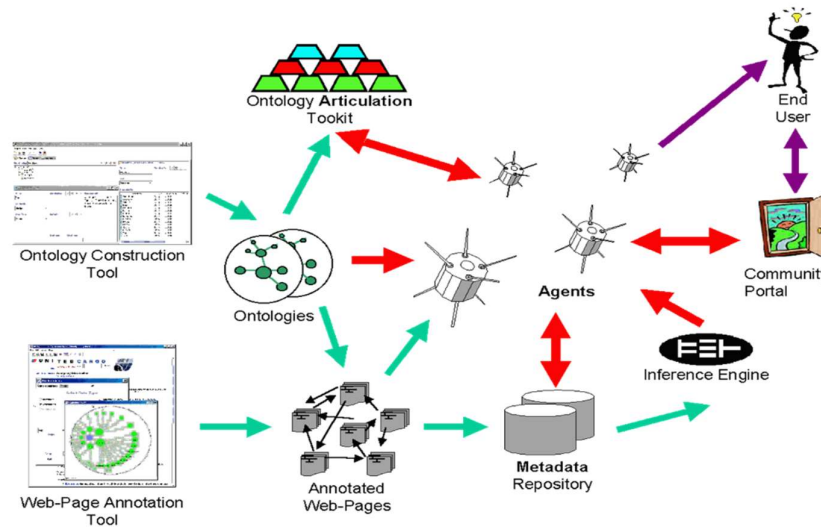 Ontology Articulation
Tookit
End
User
Ontology Construction
Tool
Ontologies
Agents
Community
Portal
Inference Engine
Web-Page Annotation
Tool
Annotated
Web-Pages
Metadata
Repository